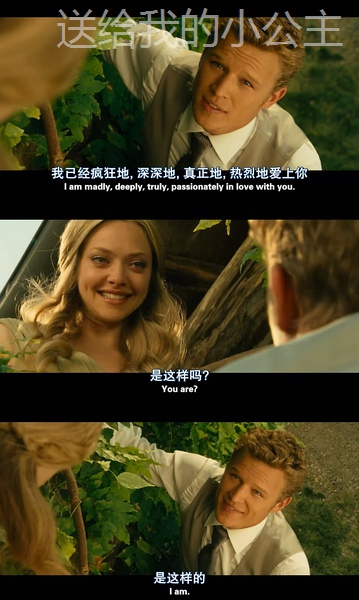 送给我的小公主
我已经疯狂地, 深深地, 真正地, 热烈地爱上你
I am madly, deeply, truly, passionately in love with you.
是这样吗?
You are?
是这样的
I am.